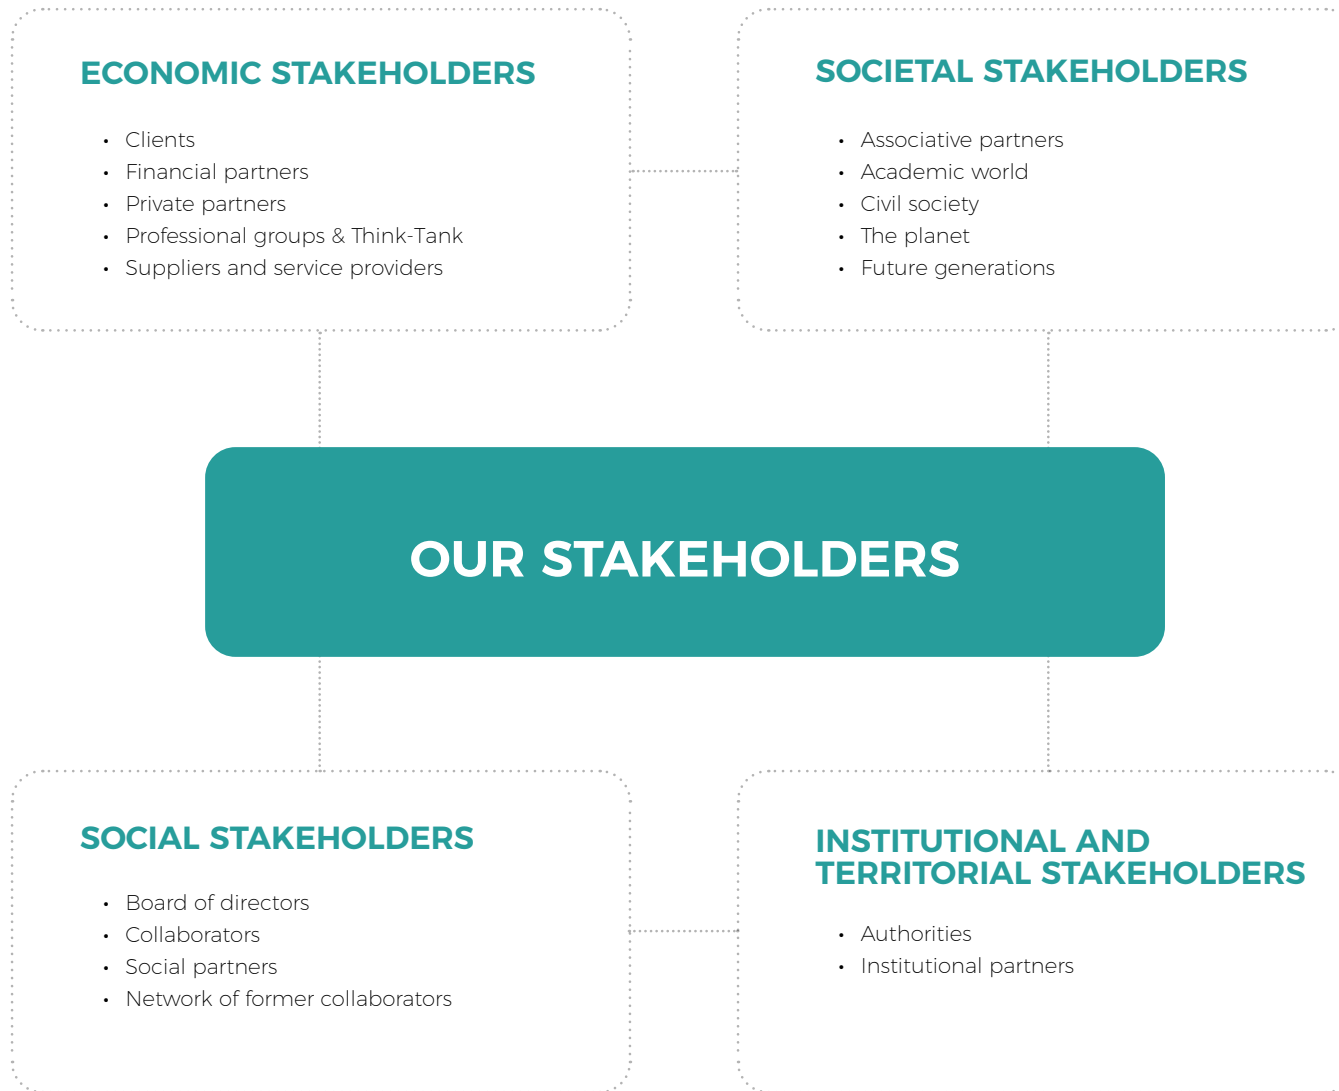 ECONOMIC STAKEHOLDERS
• Clients
• Financial partners
• Private partners
• Professional groups & Think-Tank
• Suppliers and service providers
SOCIETAL STAKEHOLDERS
• Associative partners
• Academic world
• Civil society
• The planet
• Future generations
OUR STAKEHOLDERS
SOCIAL STAKEHOLDERS
• Board of directors
• Collaborators
• Social partners
• Network of former collaborators
INSTITUTIONAL AND
TERRITORIAL STAKEHOLDERS
• Authorities
• Institutional partners